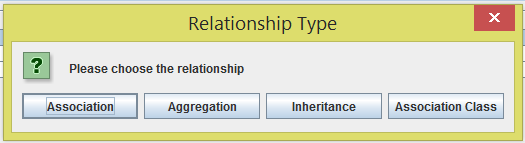 Relationship Type
Please choose the relationship
Association Aggregation Inheritance Association Class